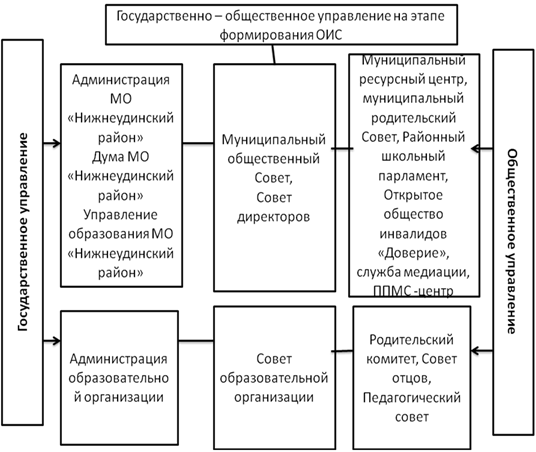 Государственно – общественное управление на этапе
формирования ОИС
Государственное управление
Администрация
МО
«Нижнеудинский
район»
Дума МО
«Нижнеудинский
район»
Управление
образования МО
«Нижнеудинский
район»
Муниципальный
общественный
Совет,
Совет
директоров
Муниципальный
ресурсный центр,
муниципальный
родительский
Совет, Районный
школьный
парламент,
Открытое
общество
инвалидов
«Доверие»,
служба медиации,
ППМС -центр
Общественное управление
Администрация
образовательно
й организации
Совет
образовательной
организации
Родительский
комитет, Совет
отцов,
Педагогический
совет